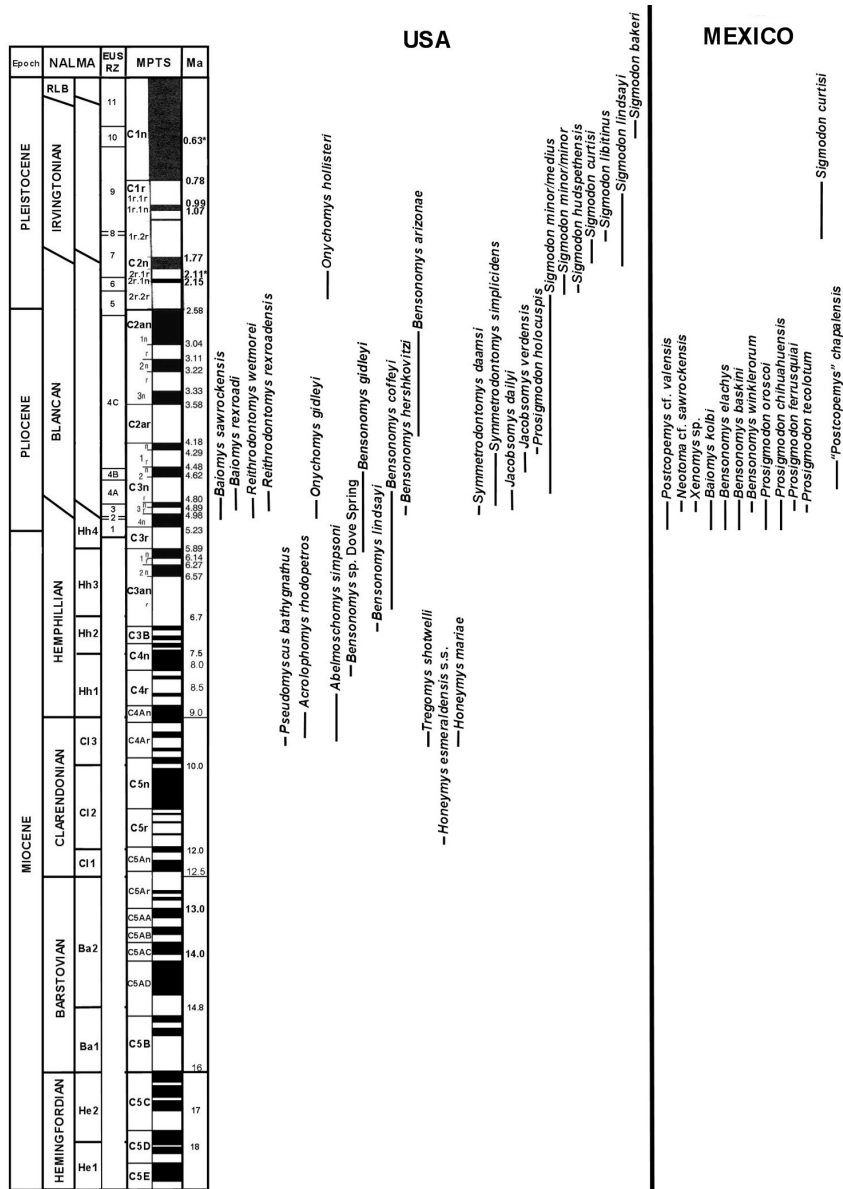 USA
MEXICO
Epoch
NALMA
EUS RZ
MPTS
Ma
PLEISTOCENE
PLIOCENE
MIOCENE
RLB
IRVINGTONIAN
BLANCAN
HEMPHILLIAN
CLARENDONIAN
BARSTOVIAN
HEMINGFORDIAN
Hh4
Hh3
Hh2
Hh1
Cl3
Cl2
Cl1
Ba2
Ba1
He2
He1
11
10
9
8
7
6
5
4C
4B
4A
3
2
1
C1n
C1r
1r.1r
1r.1n
1r.2r
C2n
2r.1r
2r.1n
2r.2r
C2an
1n
r
2n
r
3n
C2ar
n
1
r
n
2
C3n
r
n
3
r
4n
C3r
n
1
r
2n
C3an
r
C3B
C4n
C4r
C4An
C4Ar
C5n
C5r
C5An
C5Ar
C5AA
C5AB
C5AC
C5AD
C5B
C5C
C5D
C5E
0.63*
0.78
0.99
1.07
1.77
2.11*
2.15
2.58
3.04
3.11
3.22
3.33
3.58
4.18
4.29
4.48
4.62
4.80
4.89
4.98
5.23
5.89
6.14
6.27
6.57
6.7
7.5
8.0
8.5
9.0
10.0
12.0
12.5
13.0
14.0
14.8
16
17
18
Baiomys sawrockensis
Baiomys rexroadi
Reithrodontomys wetmorei
Reithrodontomys rexroadensis
Pseudomyscus bathygnathus
Acrolophomys rhodopetros
Onychomys gidleyi
Onychomys hollisteri
Abelmoschomys simpsoni
Bensonomys sp. Dove Spring
Bensonomys gidleyi
Bensonomys lindsayi
Bensonomys coffeyi
Bensonomys hershkovitzi
Bensonomys arizonae
Tregomys shotwelli
Honeymys esmeraldensis s.s.
Honeymys mariae
Symmetrodontomys daamsi
Symmetrodontomys simplicidens
Jacobsomys dailyi
Jacobsomys verdensis
Prosigmodon holocuspis
Sigmodon minor/medius
Sigmodon minor/minor
Sigmodon hudspethensis
Sigmodon curtisi
Sigmodon libitinus
Sigmodon lindsayi
Sigmodon bakeri
Postcopemys cf. valensis
Neotoma cf. sawrockensis
Xenomys sp.
Baiomys kolbi
Bensonomys elachys
Bensonomys baskini
Bensonomys winklerorum
Prosigmodon oroscoi
Prosigmodon chihuahuensis
Prosigmodon ferrusquiai
Prosigmodon tecolotum
Sigmodon curtisi
"Postcopemys" chapalensis